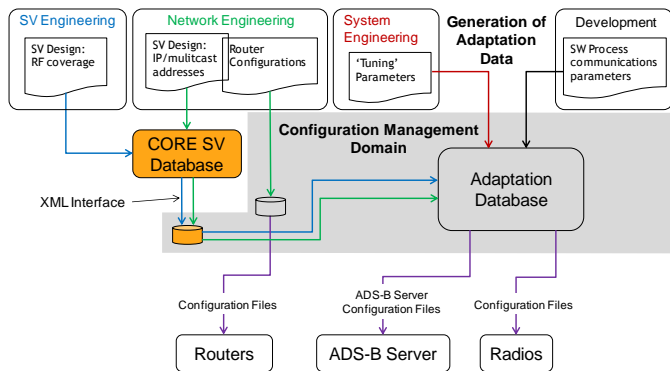 SV Engineering
Network Engineering
System
Engineering
Generation of
Adaptation
Data
Development
SV Design:
RF coverage
SV Design:
IP/mulitcast
addresses
Router
Configurations
‘Tuning’
Parameters
SW Process
communications
parameters
Configuration Management
Domain
CORE SV
Database
Adaptation
Database
XML Interface
Configuration Files
ADS-B Server
Configuration Files
Configuration Files
Routers
ADS-B Server
Radios